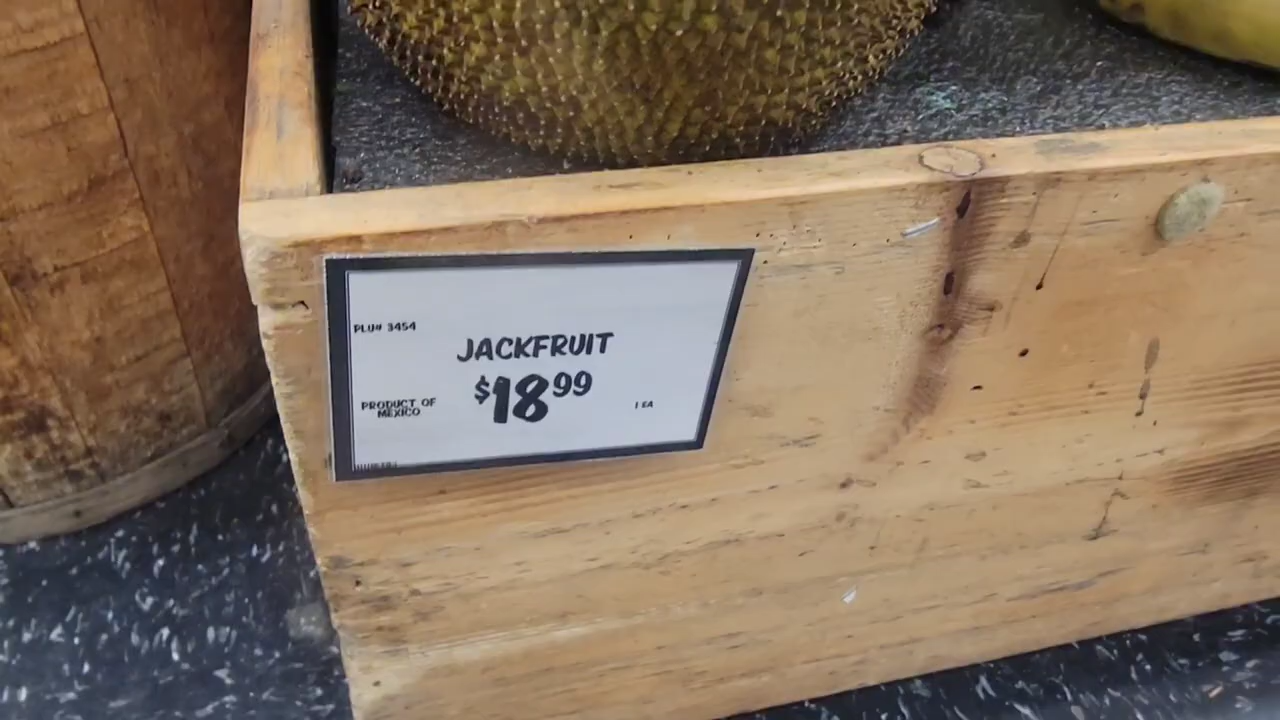 PLU# 3454
JACKFRUIT
$18.99
PRODUCT OF
MEXICO
1 EA